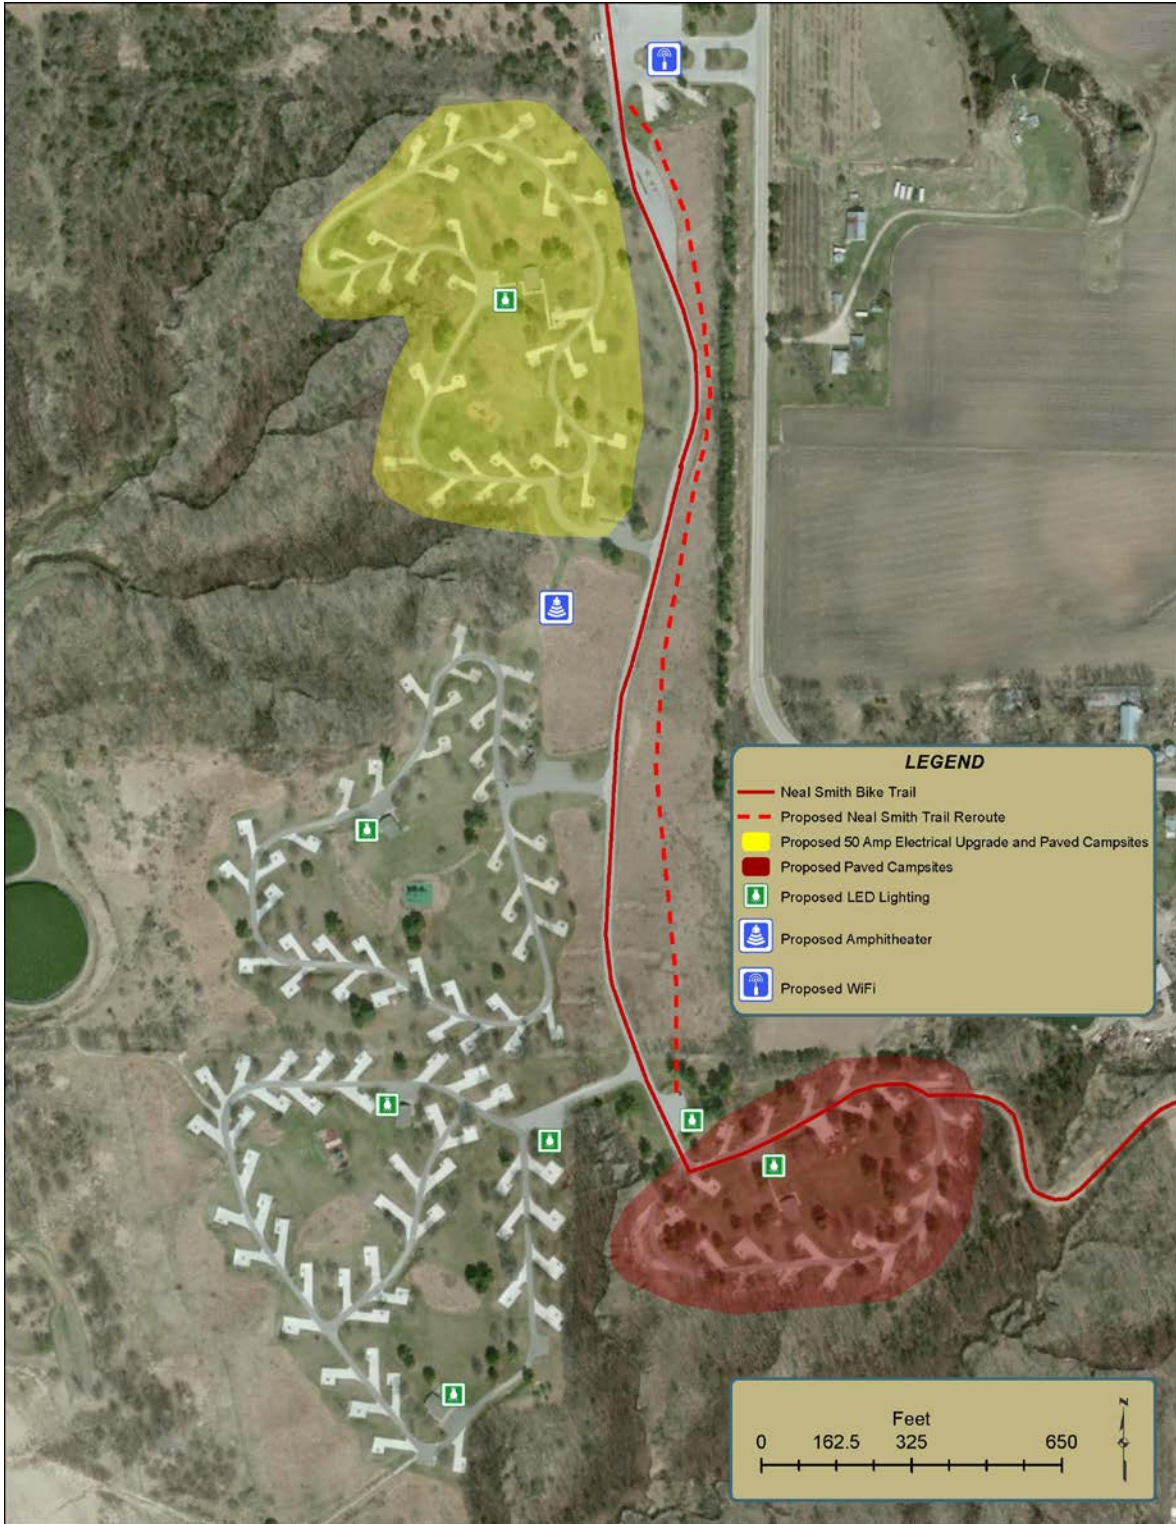 LEGEND
Neal Smith Bike Trail
Proposed Neal Smith Trail Reroute
Proposed 50 Amp Electrical Upgrade and Paved Campsites
Proposed Paved Campsites
Proposed LED Lighting
Proposed Amphitheater
Proposed WiFi
Feet
0 162.5 325 650
N